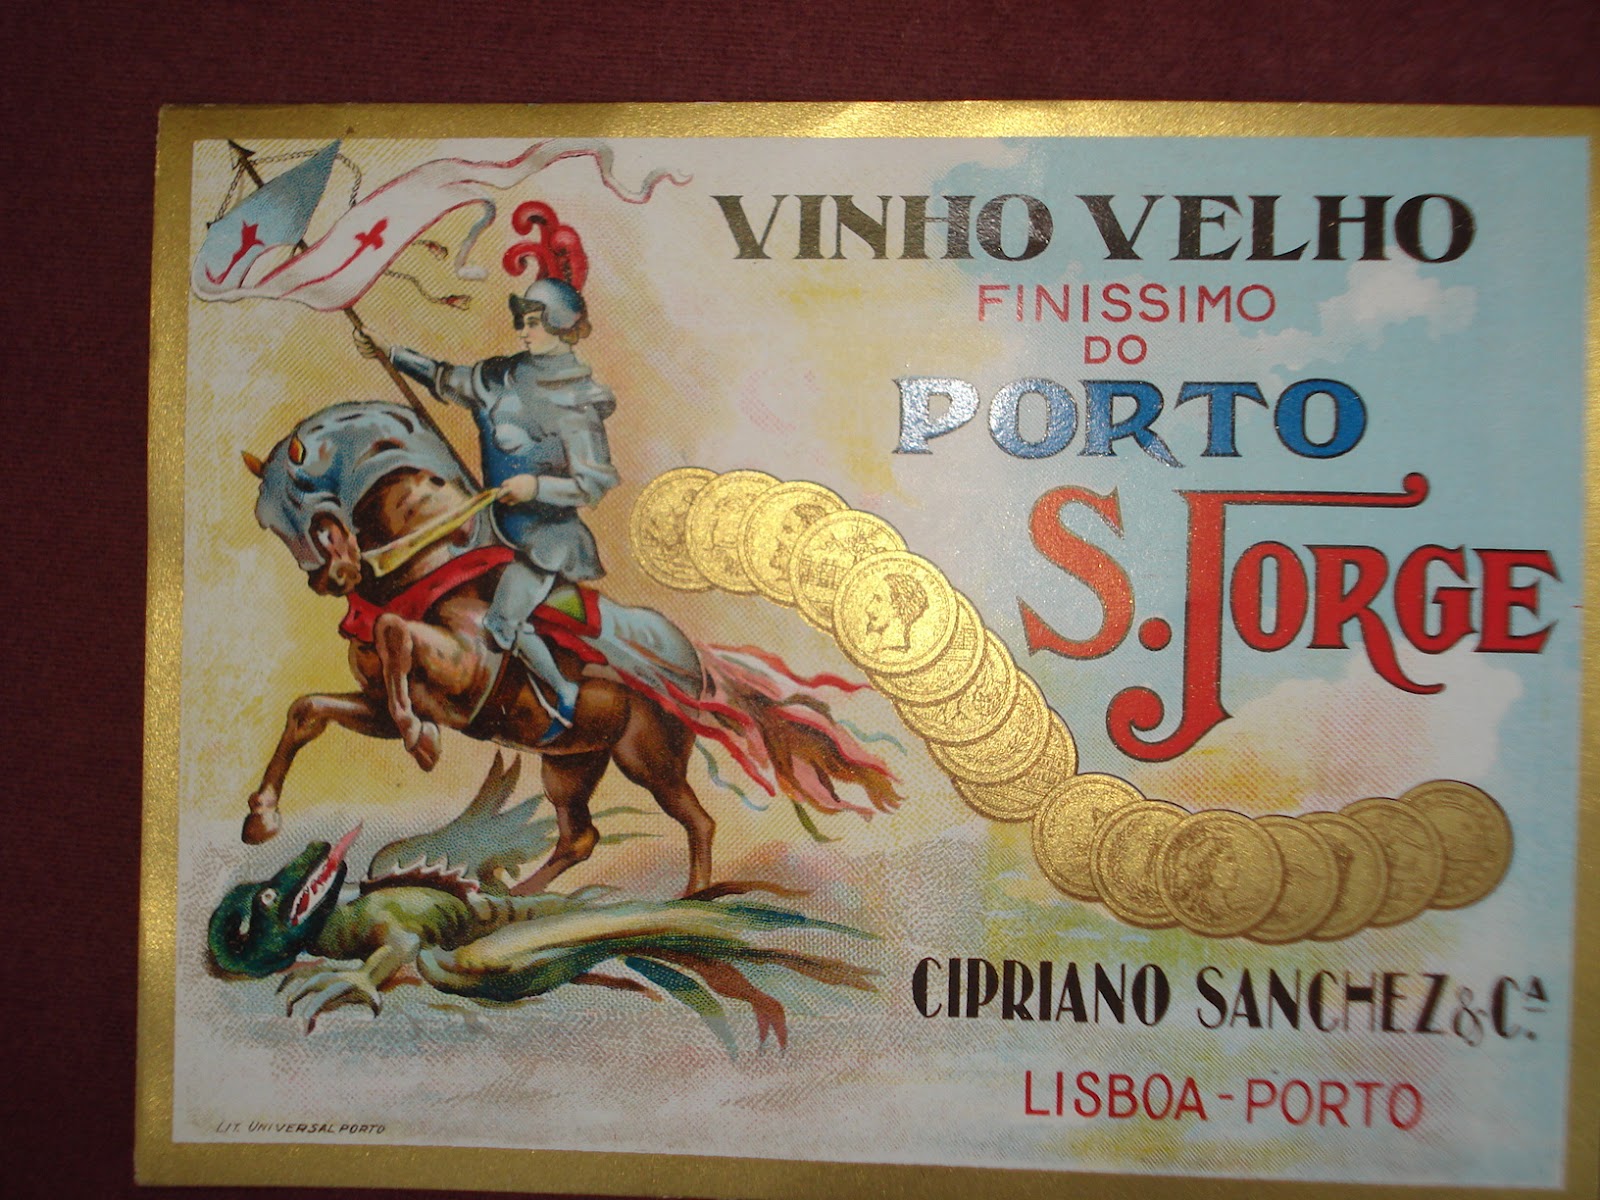 VINHO VELHO
FINISSIMO
DO
PORTO
S. JORGE
CIPRIANO SANCHEZ & C.ª
LISBOA - PORTO
LIT. UNIVERSAL PORTO